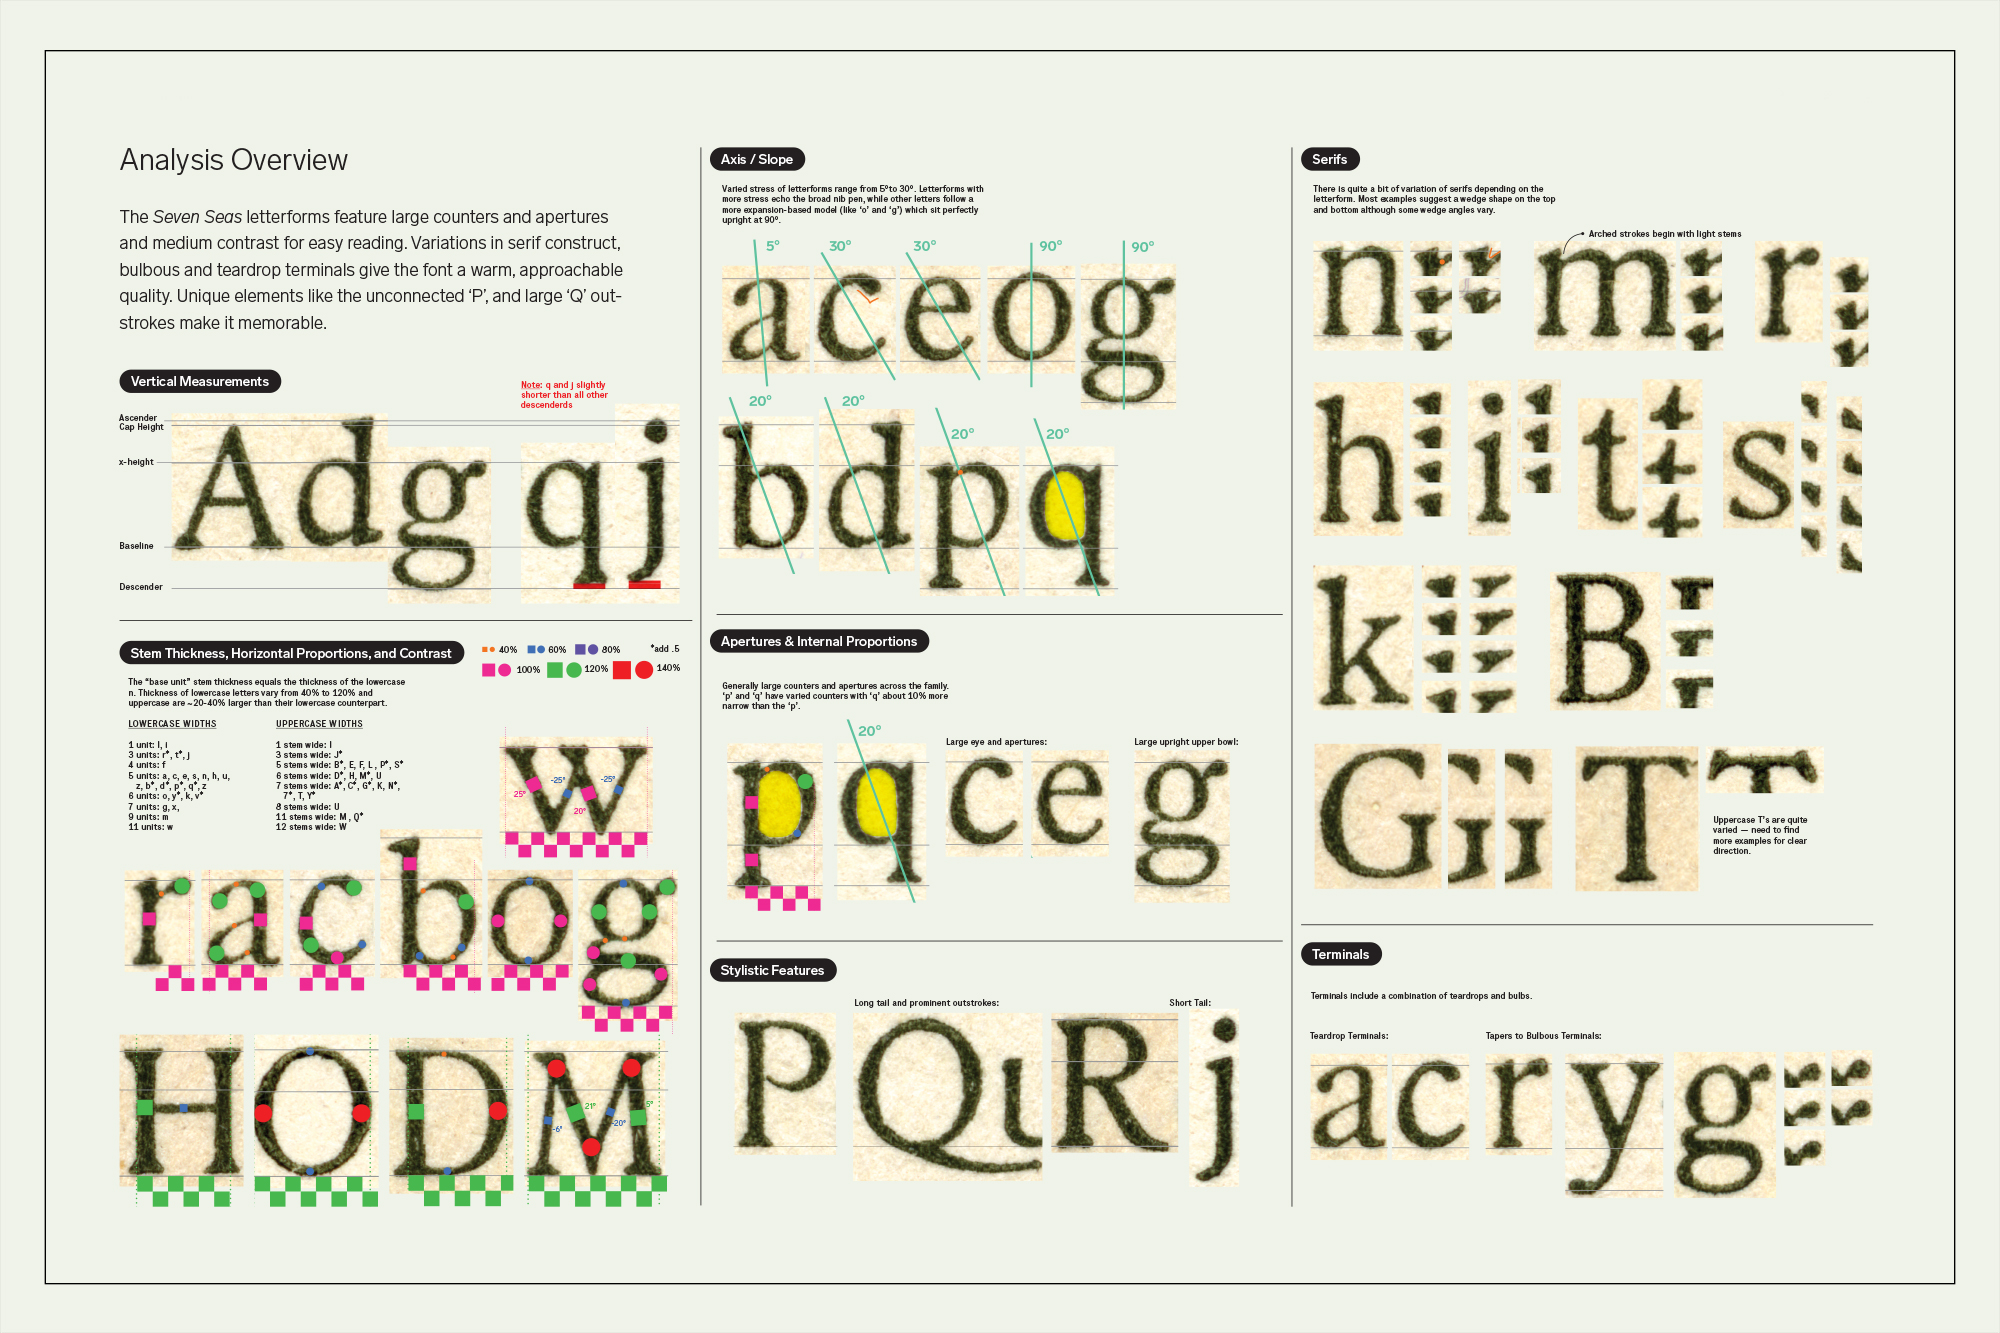 Analysis Overview
The Seven Seas letterforms feature large counters and apertures
and medium contrast for easy reading. Variations in serif construct,
bulbous and teardrop terminals give the font a warm, approachable
quality. Unique elements like the unconnected ‘P’, and large ‘Q’ out-
strokes make it memorable.
Vertical Measurements
Note: q and j slightly
shorter than all other
descenderds
Ascender
Cap Height
x-height
Baseline
Descender
Adg qj
Stem Thickness, Horizontal Proportions, and Contrast
40% 60% 80% *add .5
100% 120% 140%
The “base unit” stem thickness equals the thickness of the lowercase
n. Thickness of lowercase letters vary from 40% to 120% and
uppercase are ~20-40% larger than their lowercase counterpart.
LOWERCASE WIDTHS
1 unit: l, i
3 units: r*, t*, j
4 units: f
5 units: a, c, e, s, n, h, u,
z, b*, d*, p*, q*, z
6 units: o, y*, k, v*
7 units: g, x,
9 units: m
11 units: w
UPPERCASE WIDTHS
1 stem wide: I
3 stems wide: J*
5 stems wide: B*, E, F, L , P*, S*
6 stems wide: D*, H, M*, U
7 stems wide: A*, C*, G*, K, N*,
7*, T, Y*
8 stems wide: U
11 stems wide: M , Q*
12 stems wide: W
W
25° -25° 20° -25°
r a c b o g
H O D M
-6° 21° -20° 5°
Axis / Slope
Varied stress of letterforms range from 5° to 30°. Letterforms with
more stress echo the broad nib pen, while other letters follow a
more expansion-based model (like ‘o’ and ‘g’) which sit perfectly
upright at 90°.
5° 30° 30° 90° 90°
a c e o g
20° 20° 20° 20°
b d p q
Apertures & Internal Proportions
Generally large counters and apertures across the family.
‘p’ and ‘q’ have varied counters with ‘q’ about 10% more
narrow than the ‘p’.
20°
Large eye and apertures:
Large upright upper bowl:
p q c e g
Stylistic Features
Long tail and prominent outstrokes:
Short Tail:
P Qu R j
Serifs
There is quite a bit of variation of serifs depending on the
letterform. Most examples suggest a wedge shape on the top
and bottom although some wedge angles vary.
Arched strokes begin with light stems
n m r
h i t s
k B
G T
Uppercase T’s are quite
varied — need to find
more examples for clear
direction.
Terminals
Terminals include a combination of teardrops and bulbs.
Teardrop Terminals:
Tapers to Bulbous Terminals:
a c r y g